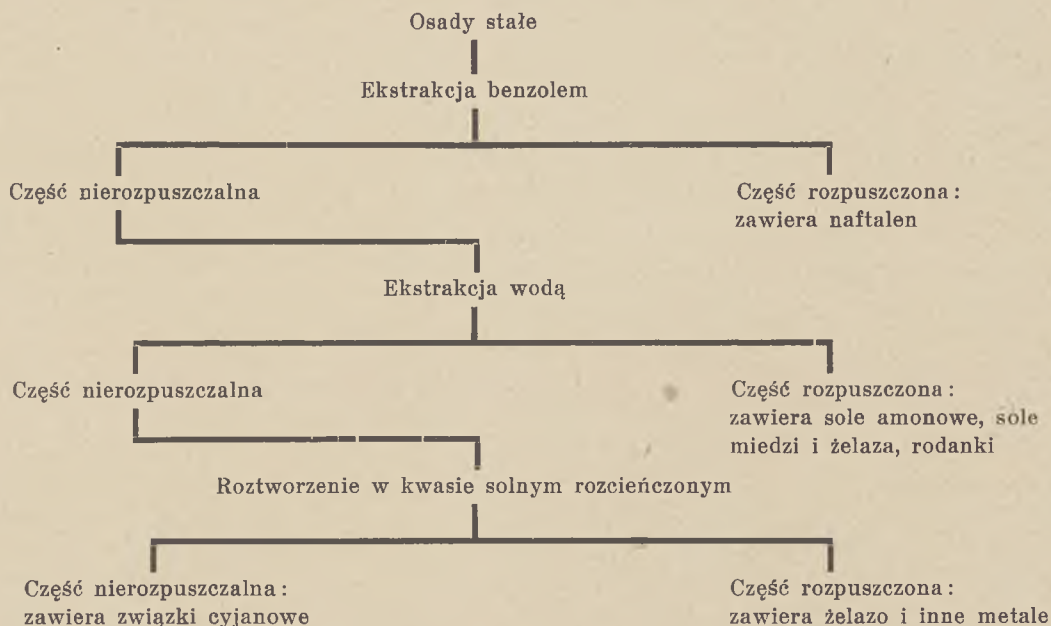 Osady stałe
Ekstrakcja benzolem
Część nierozpuszczalna
Część rozpuszczona:
zawiera naftalen
Ekstrakcja wodą
Część nierozpuszczalna
Część rozpuszczona:
zawiera sole amonowe, sole
miedzi i żelaza, rodanki
Roztworzenie w kwasie solnym rozcieńczonym
Część nierozpuszczalna:
zawiera związki cyjanowe
Część rozpuszczona:
zawiera żelazo i inne metale